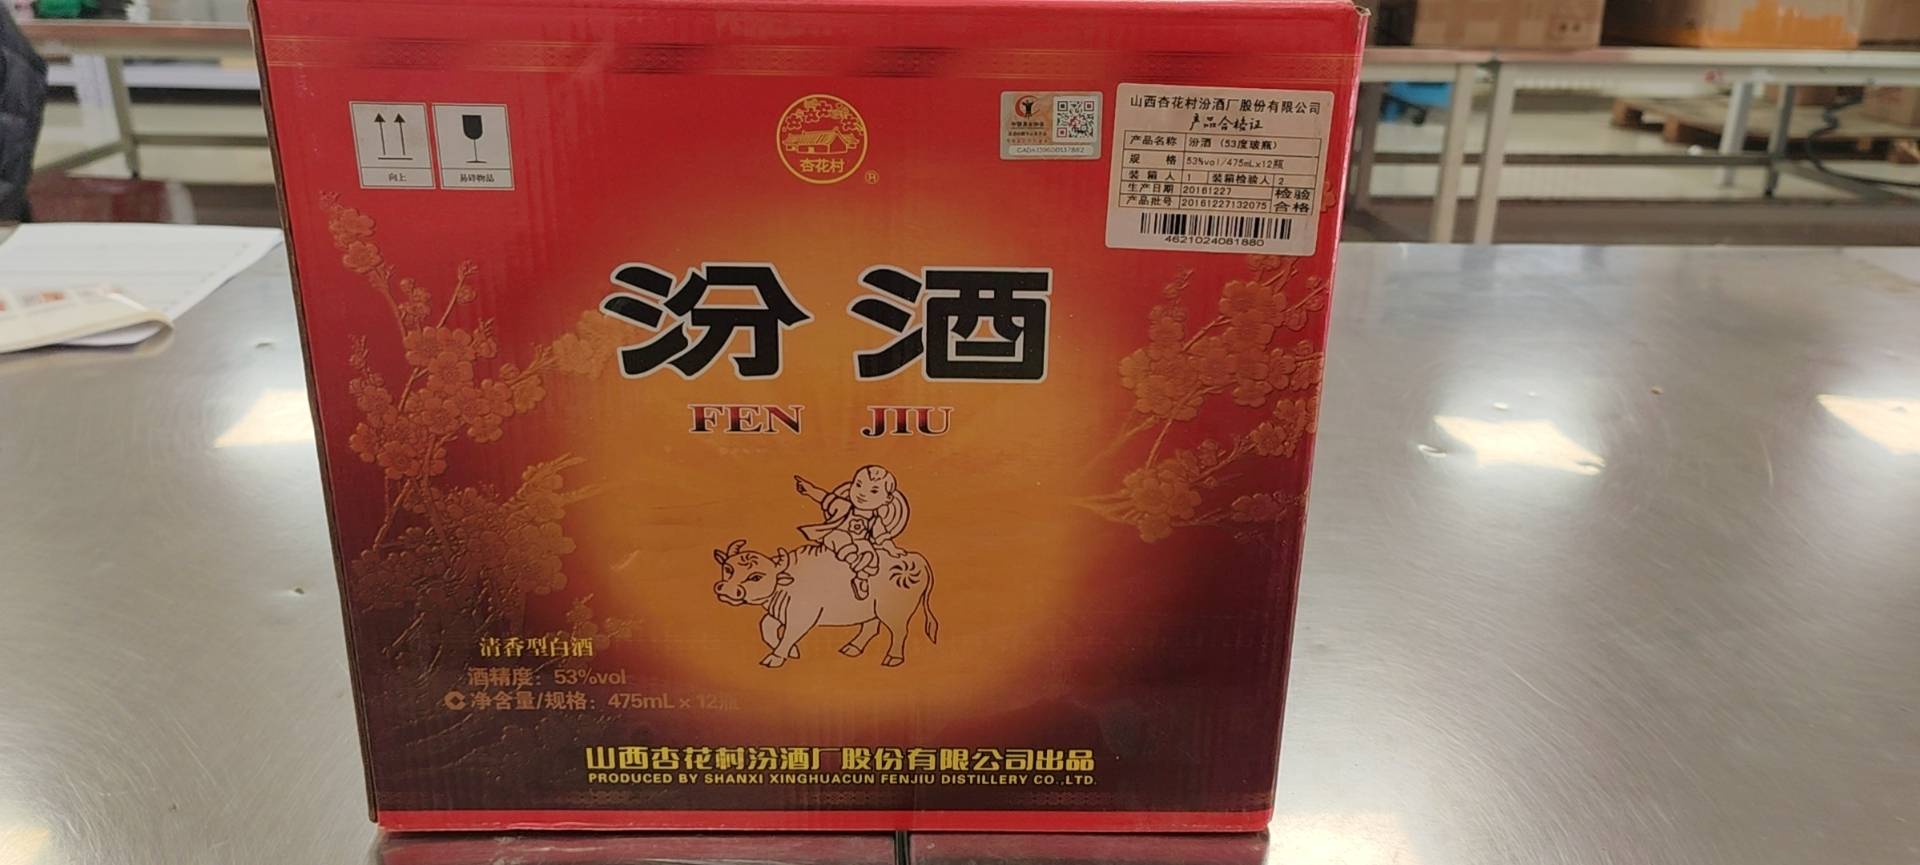 向上
易碎物品
杏花村
®
山西杏花村汾酒厂股份有限公司
产品合格证
产品名称 汾酒 (53度玻瓶)
规 格 53%vol/475mL×12瓶
装箱人 1 装箱检验人 2
生产日期 20161227 检验
产品批号 20161227132075 合格
4621024081880
汾酒
FEN JIU
清香型白酒
酒精度：53%vol
净含量/规格：475mL×12瓶
山西杏花村汾酒厂股份有限公司出品
PRODUCED BY SHANXI XINGHUACUN FENJIU DISTILLERY CO.,LTD.